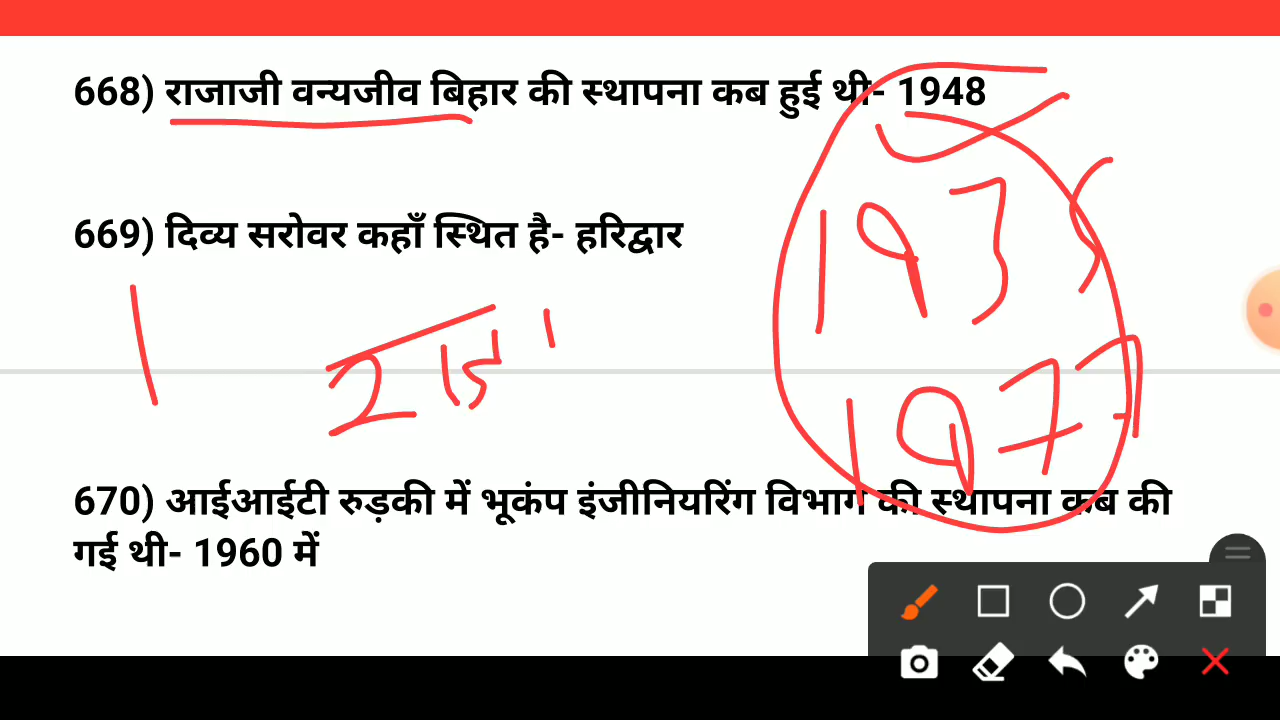 668) राजाजी वन्यजीव बिहार की स्थापना कब हुई थी- 1948
193
669) दिव्य सरोवर कहाँ स्थित है- हरिद्वार
1977
670) आईआईटी रुड़की में भूकंप इंजीनियरिंग विभाग की स्थापना कब की
गई थी- 1960 में